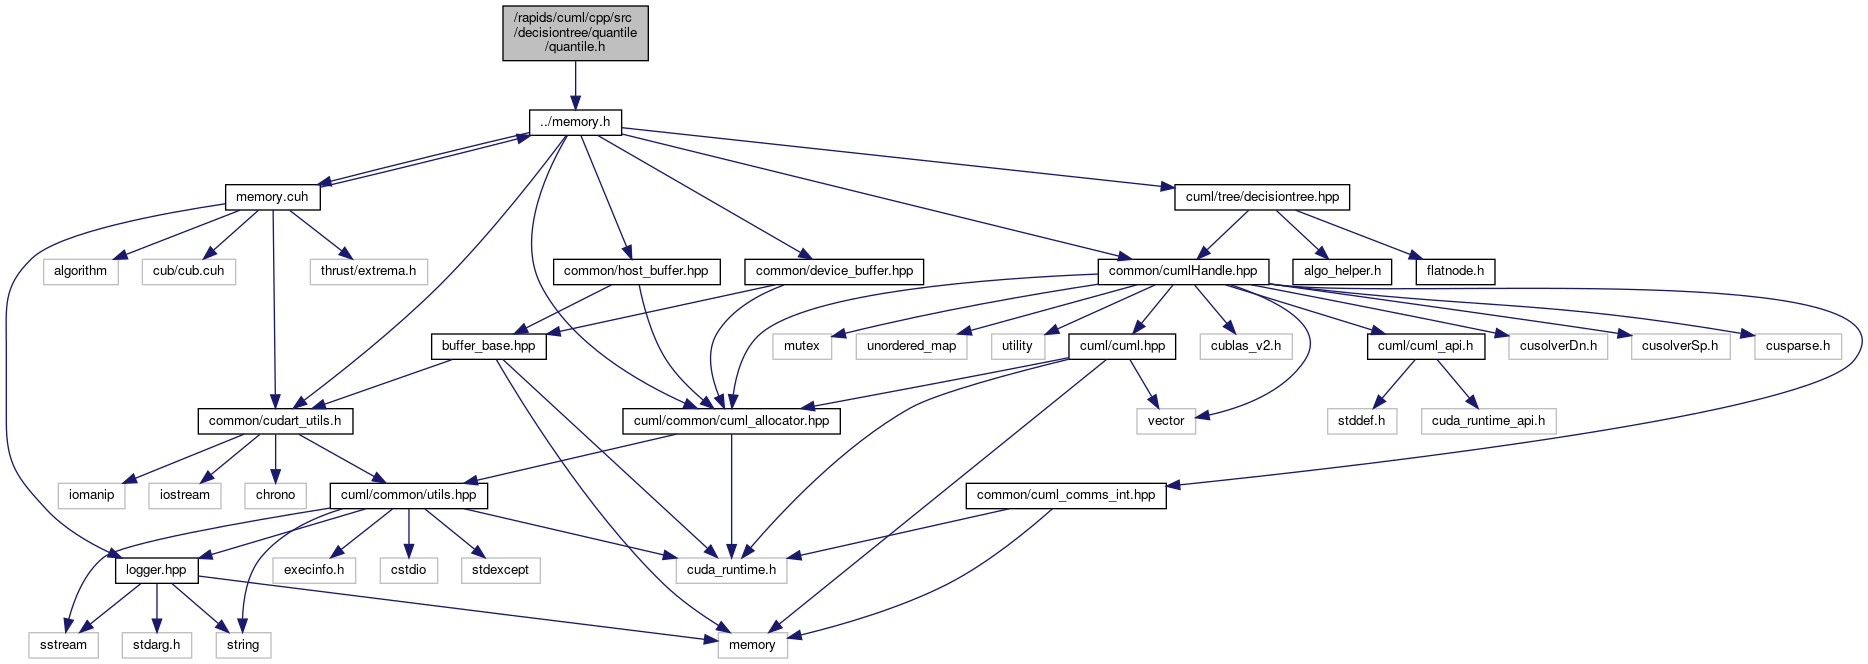 /rapids/cuml/cpp/src
/decisiontree/quantile
/quantile.h
../memory.h
memory.cuh
cuml/tree/decisiontree.hpp
algorithm
cub/cub.cuh
thrust/extrema.h
common/host_buffer.hpp
common/device_buffer.hpp
common/cumlHandle.hpp
algo_helper.h
flatnode.h
buffer_base.hpp
mutex
unordered_map
utility
cuml/cuml.hpp
cublas_v2.h
cuml/cuml_api.h
cusolverDn.h
cusolverSp.h
cusparse.h
common/cudart_utils.h
cuml/common/cuml_allocator.hpp
vector
stddef.h
cuda_runtime_api.h
iomanip
iostream
chrono
cuml/common/utils.hpp
common/cuml_comms_int.hpp
logger.hpp
execinfo.h
cstdio
stdexcept
cuda_runtime.h
sstream
stdarg.h
string
memory